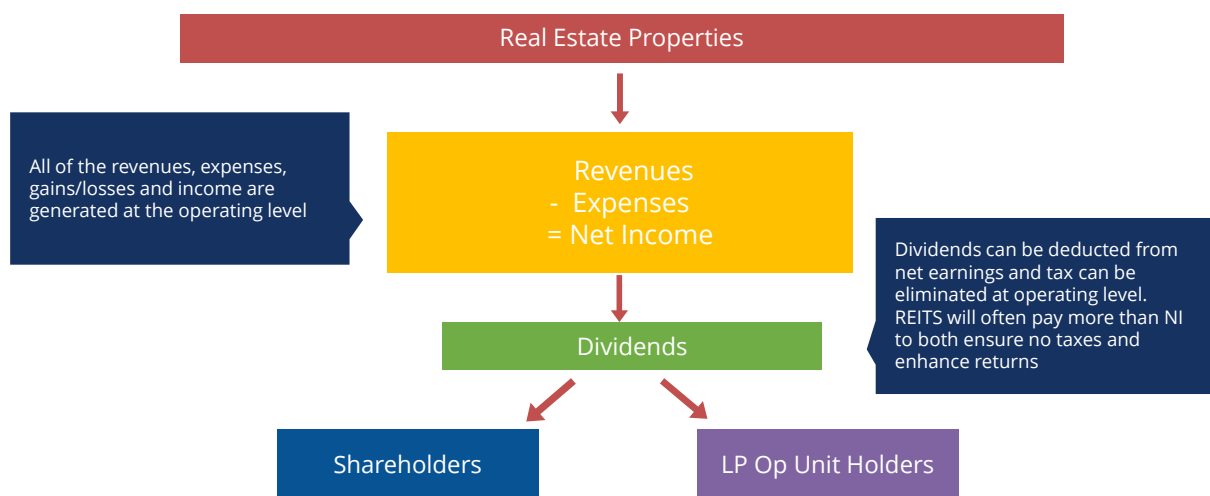 Real Estate Properties
All of the revenues, expenses,
gains/losses and income are
generated at the operating level
Revenues
- Expenses
= Net Income
Dividends can be deducted from
net earnings and tax can be
eliminated at operating level.
REITS will often pay more than NI
to both ensure no taxes and
enhance returns
Dividends
Shareholders
LP Op Unit Holders